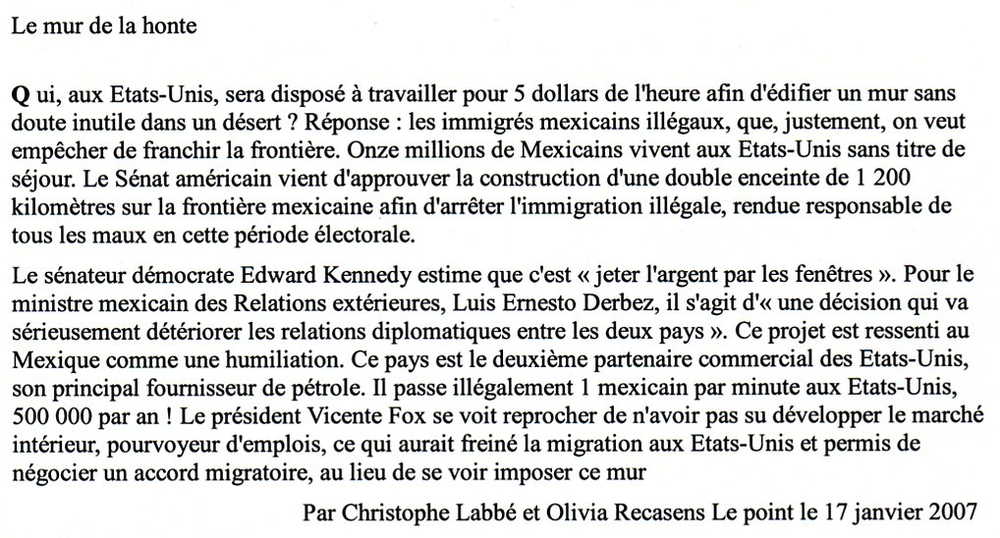 Le mur de la honte
Q ui, aux Etats-Unis, sera disposé à travailler pour 5 dollars de l'heure afin d'édifier un mur sans
doute inutile dans un désert ? Réponse : les immigrés mexicains illégaux, que, justement, on veut
empêcher de franchir la frontière. Onze millions de Mexicains vivent aux Etats-Unis sans titre de
séjour. Le Sénat américain vient d'approuver la construction d'une double enceinte de 1 200
kilomètres sur la frontière mexicaine afin d'arrêter l'immigration illégale, rendue responsable de
tous les maux en cette période électorale.
Le sénateur démocrate Edward Kennedy estime que c'est « jeter l'argent par les fenêtres ». Pour le
ministre mexicain des Relations extérieures, Luis Ernesto Derbez, il s'agit d'« une décision qui va
sérieusement détériorer les relations diplomatiques entre les deux pays ». Ce projet est ressenti au
Mexique comme une humiliation. Ce pays est le deuxième partenaire commercial des Etats-Unis,
son principal fournisseur de pétrole. Il passe illégalement 1 mexicain par minute aux Etats-Unis,
500 000 par an ! Le président Vicente Fox se voit reprocher de n'avoir pas su développer le marché
intérieur, pourvoyeur d'emplois, ce qui aurait freiné la migration aux Etats-Unis et permis de
négocier un accord migratoire, au lieu de se voir imposer ce mur
Par Christophe Labbé et Olivia Recasens Le point le 17 janvier 2007